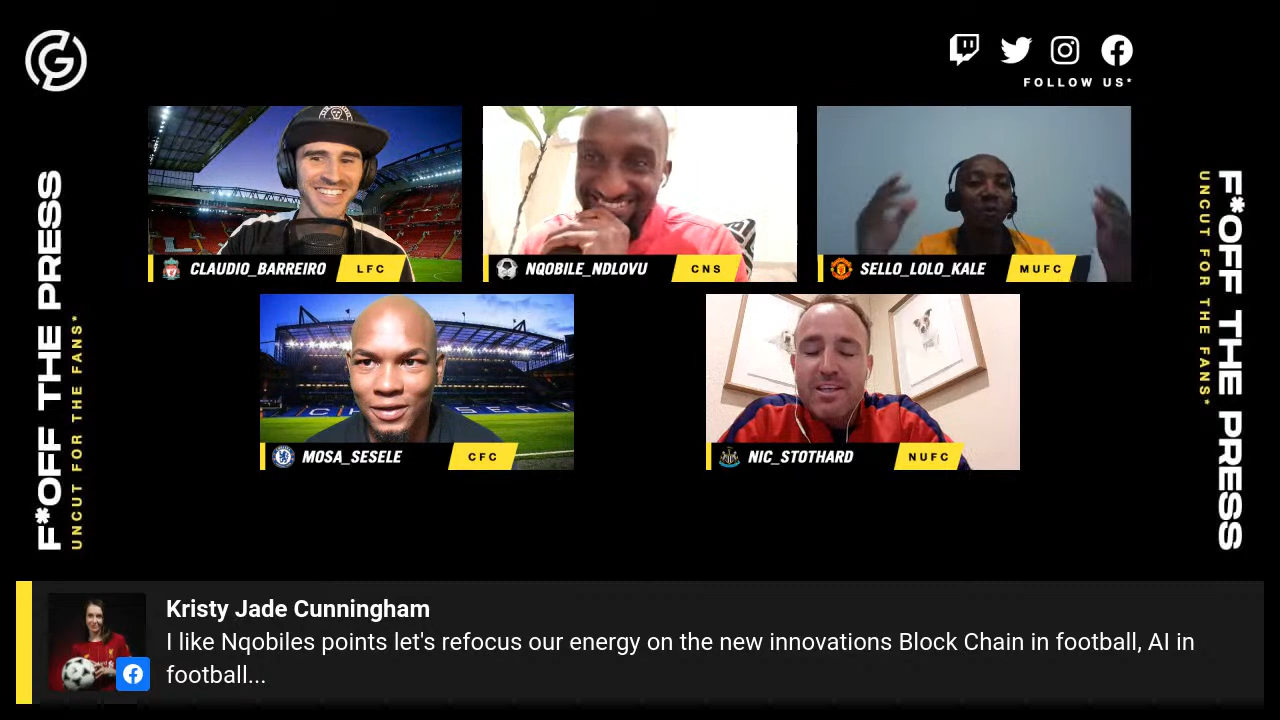 FOLLOW US*
F*OFF THE PRESS
UNCUT FOR THE FANS*
CLAUDIO_BARREIRO LFC
NQOBILE_NDLOVU CNS
SELLO_LOLO_KALE MUFC
MOSA_SESELE CFC
NIC_STOTHARD NUFC
F*OFF THE PRESS
UNCUT FOR THE FANS*
Kristy Jade Cunningham
I like Nqobiles points let's refocus our energy on the new innovations Block Chain in football, AI in
football...